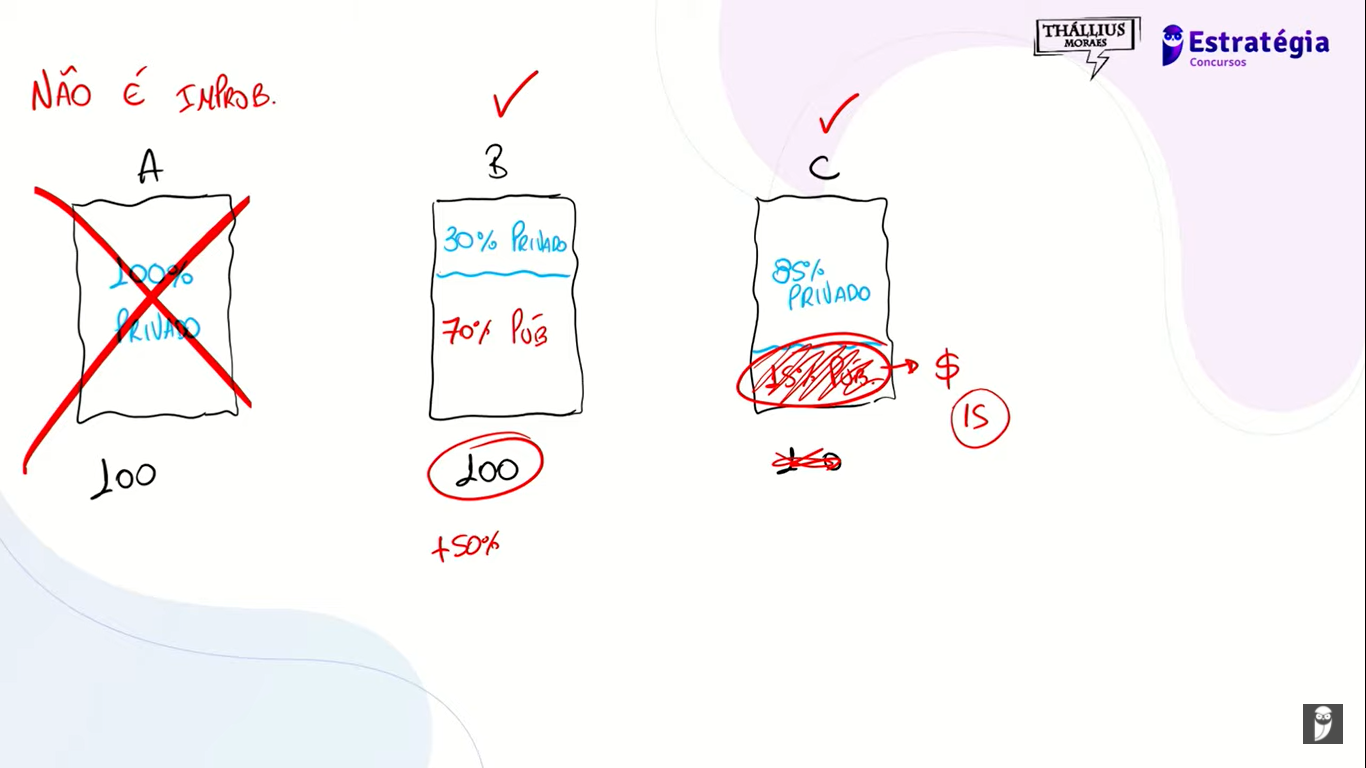 THÁLLIUS
MORAES
Estratégia
Concursos
NÃO É IMPROB.
A
100%
PRIVADO
100
B
30% PRIVADO
70% PÚB
100
+50%
C
85%
PRIVADO
15% PÚB.
$
15
100